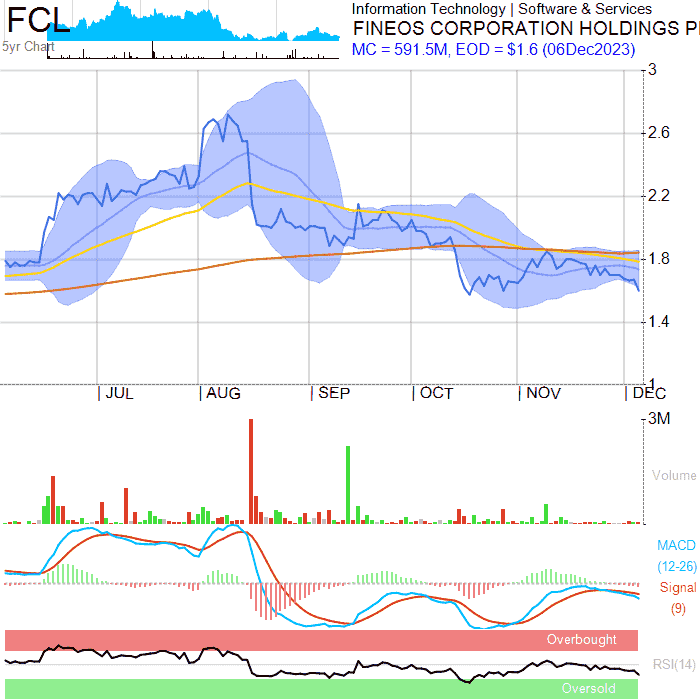 FCL
5yr Chart
Information Technology | Software & Services
FINEOS CORPORATION HOLDINGS P
MC = 591.5M, EOD = $1.6 (06Dec2023)
3
2.6
2.2
1.8
1.4
1
JUL AUG SEP OCT NOV DEC
3M
Volume
MACD
(12-26)
Signal
(9)
Overbought
RSI(14)
Oversold